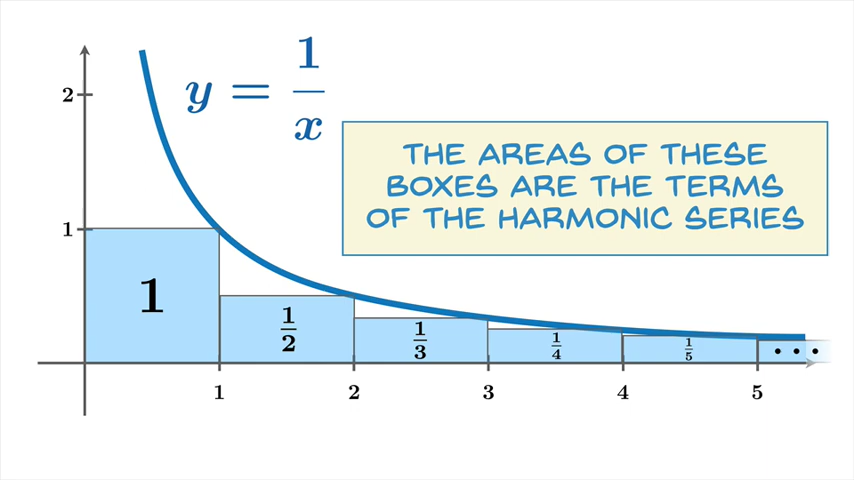 y = 1/x
2
THE AREAS OF THESE
BOXES ARE THE TERMS
OF THE HARMONIC SERIES
1
1
1/2
1/3
1/4
1/5
...
1 2 3 4 5